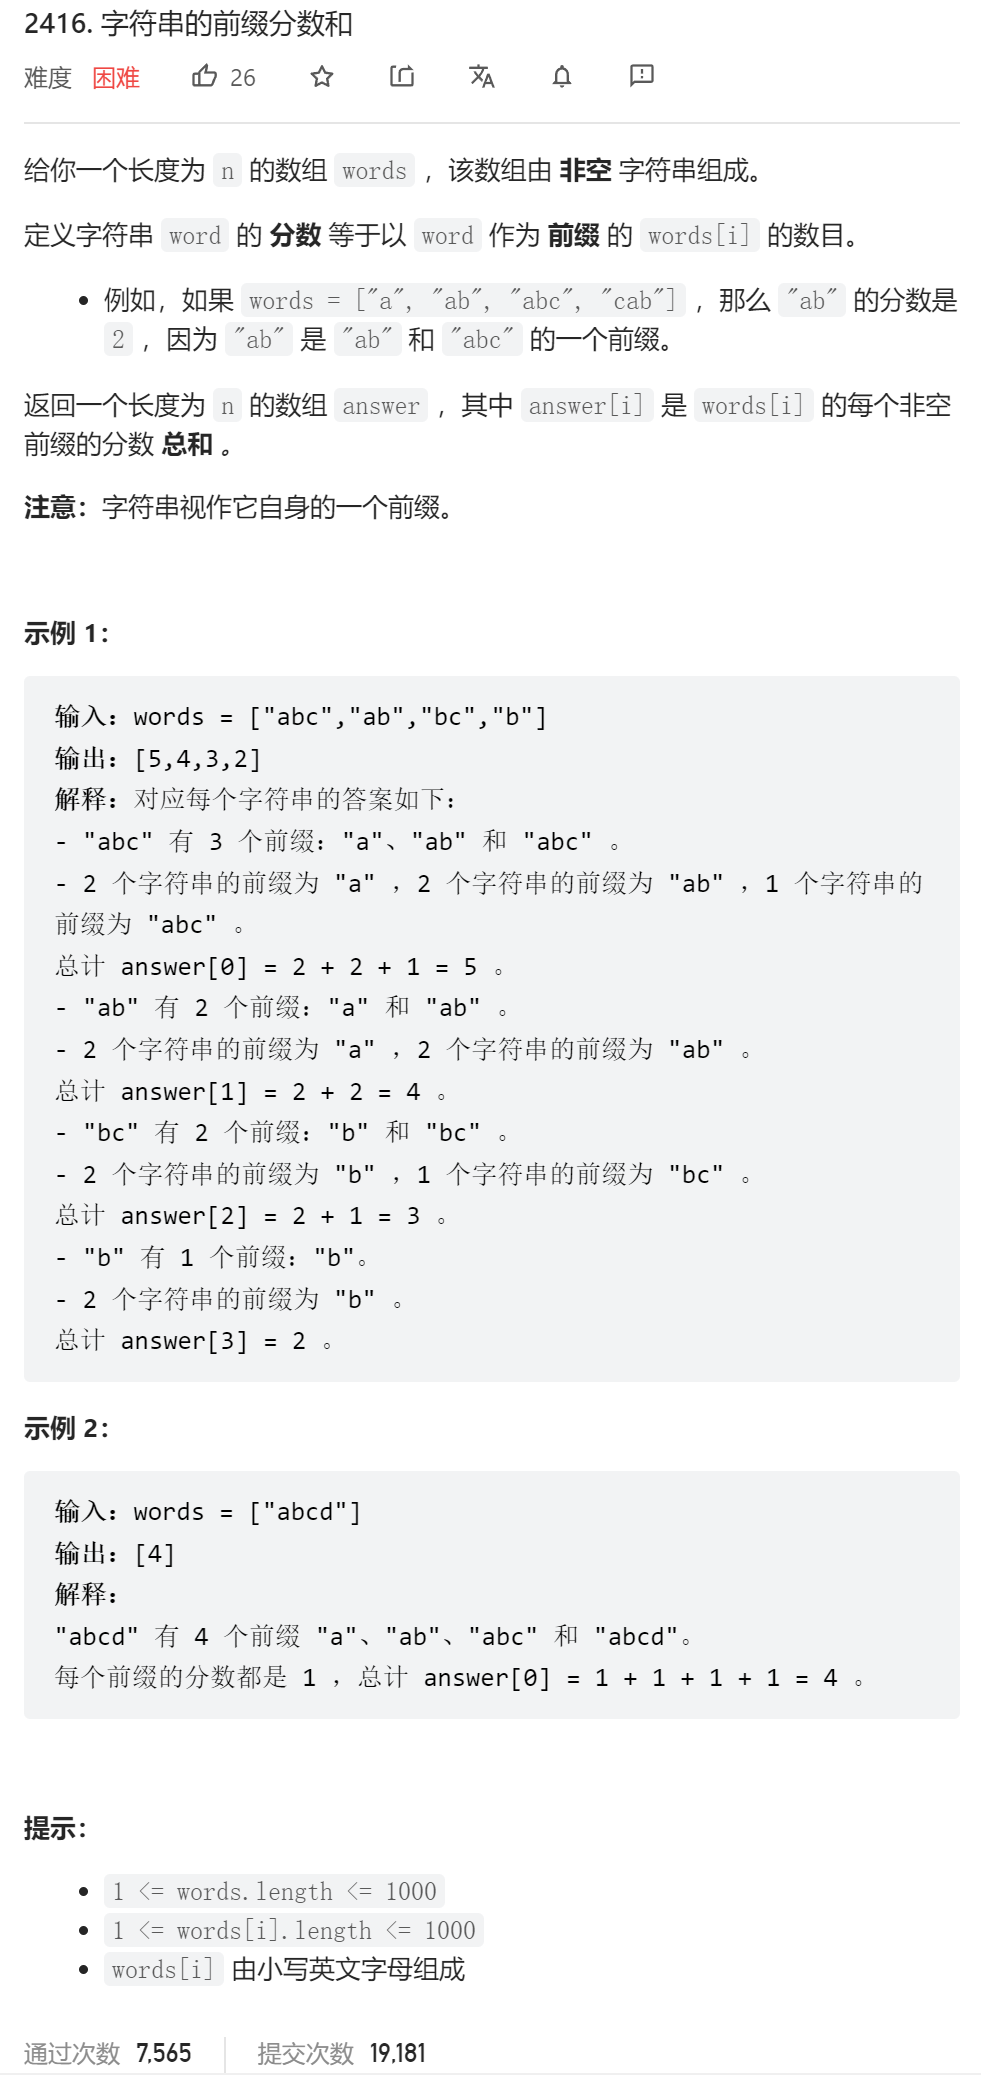 2416. 字符串的前缀分数和
难度 困难 26
给你一个长度为 n 的数组 words ，该数组由 非空 字符串组成。
定义字符串 word 的 分数 等于以 word 作为 前缀 的 words[i] 的数目。
例如，如果 words = ["a", "ab", "abc", "cab"] ，那么 "ab" 的分数是
2 ，因为 "ab" 是 "ab" 和 "abc" 的一个前缀。
返回一个长度为 n 的数组 answer ，其中 answer[i] 是 words[i] 的每个非空
前缀的分数 总和 。
注意：字符串视作它自身的一个前缀。
示例 1：
输入：words = ["abc","ab","bc","b"]
输出：[5,4,3,2]
解释：对应每个字符串的答案如下：
- "abc" 有 3 个前缀："a"、"ab" 和 "abc" 。
- 2 个字符串的前缀为 "a" ，2 个字符串的前缀为 "ab" ，1 个字符串的
前缀为 "abc" 。
总计 answer[0] = 2 + 2 + 1 = 5 。
- "ab" 有 2 个前缀："a" 和 "ab" 。
- 2 个字符串的前缀为 "a" ，2 个字符串的前缀为 "ab" 。
总计 answer[1] = 2 + 2 = 4 。
- "bc" 有 2 个前缀："b" 和 "bc" 。
- 2 个字符串的前缀为 "b" ，1 个字符串的前缀为 "bc" 。
总计 answer[2] = 2 + 1 = 3 。
- "b" 有 1 个前缀："b"。
- 2 个字符串的前缀为 "b" 。
总计 answer[3] = 2 。
示例 2：
输入：words = ["abcd"]
输出：[4]
解释：
"abcd" 有 4 个前缀 "a"、"ab"、"abc" 和 "abcd"。
每个前缀的分数都是 1 ，总计 answer[0] = 1 + 1 + 1 + 1 = 4 。
提示：
1 <= words.length <= 1000
1 <= words[i].length <= 1000
words[i] 由小写英文字母组成
通过次数 7,565 提交次数 19,181